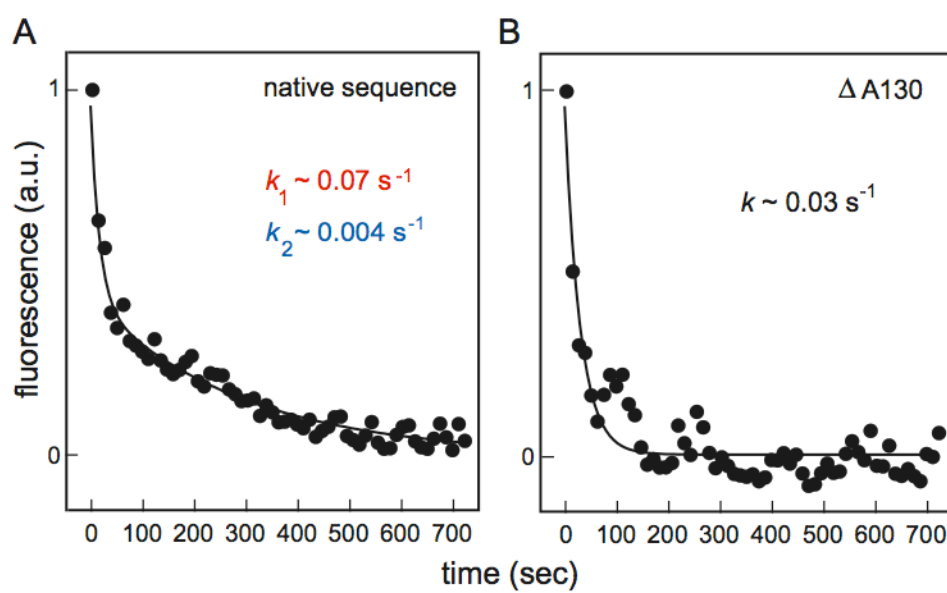 A
native sequence
k₁ ~ 0.07 s⁻¹
k₂ ~ 0.004 s⁻¹
fluorescence (a.u.)
1
0
0 100 200 300 400 500 600 700
B
Δ A130
k ~ 0.03 s⁻¹
1
0
0 100 200 300 400 500 600 700
time (sec)